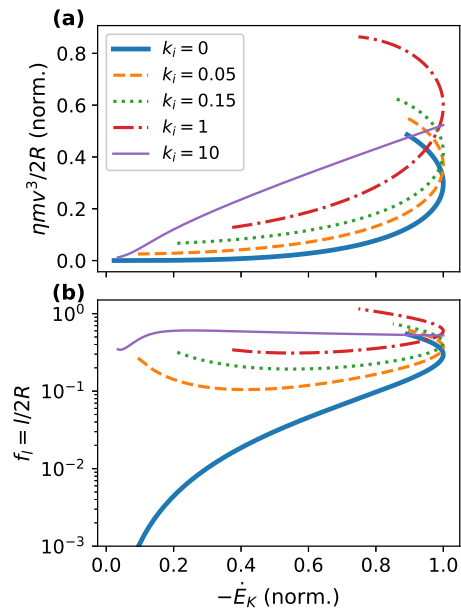 (a)
ηmv³/2R (norm.)
0.8
0.6
0.4
0.2
0.0
k_i = 0
k_i = 0.05
k_i = 0.15
k_i = 1
k_i = 10
(b)
f_l = l/2R
10⁰
10⁻¹
10⁻²
10⁻³
0.0 0.2 0.4 0.6 0.8 1.0
−Ė_K (norm.)